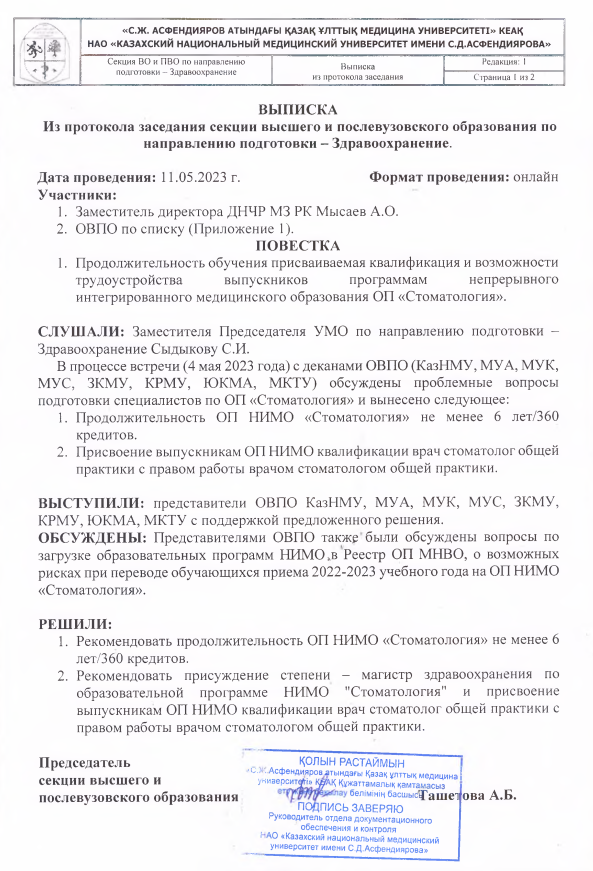 «С.Ж. АСФЕНДИЯРОВ АТЫНДАҒЫ ҚАЗАҚ ҰЛТТЫҚ МЕДИЦИНА УНИВЕРСИТЕТІ» КЕАҚ
НАО «КАЗАХСКИЙ НАЦИОНАЛЬНЫЙ МЕДИЦИНСКИЙ УНИВЕРСИТЕТ ИМЕНИ С.Д.АСФЕНДИЯРОВА»
Секция ВО и ПВО по направлению
подготовки – Здравоохранение
Выписка
из протокола заседания
Редакция: 1
Страница 1 из 2
ВЫПИСКА
Из протокола заседания секции высшего и послевузовского образования по
направлению подготовки – Здравоохранение.
Дата проведения: 11.05.2023 г. Формат проведения: онлайн
Участники:
1. Заместитель директора ДНЧР МЗ РК Мысаев А.О.
2. ОВПО по списку (Приложение 1).
ПОВЕСТКА
1. Продолжительность обучения присваиваемая квалификация и возможности
трудоустройства выпускников программам непрерывного
интегрированного медицинского образования ОП «Стоматология».
СЛУШАЛИ: Заместителя Председателя УМО по направлению подготовки –
Здравоохранение Сыдыкову С.И.
В процессе встречи (4 мая 2023 года) с деканами ОВПО (КазНМУ, МУА, МУК,
МУС, ЗКМУ, КРМУ, ЮКМА, МКТУ) обсуждены проблемные вопросы
подготовки специалистов по ОП «Стоматология» и вынесено следующее:
1. Продолжительность ОП НИМО «Стоматология» не менее 6 лет/360
кредитов.
2. Присвоение выпускникам ОП НИМО квалификации врач стоматолог общей
практики с правом работы врачом стоматологом общей практики.
ВЫСТУПИЛИ: представители ОВПО КазНМУ, МУА, МУК, МУС, ЗКМУ,
КРМУ, ЮКМА, МКТУ с поддержкой предложенного решения.
ОБСУЖДЕНЫ: Представителями ОВПО также были обсуждены вопросы по
загрузке образовательных программ НИМО в Реестр ОП МНВО, о возможных
рисках при переводе обучающихся приема 2022-2023 учебного года на ОП НИМО
«Стоматология».
РЕШИЛИ:
1. Рекомендовать продолжительность ОП НИМО «Стоматология» не менее 6
лет/360 кредитов.
2. Рекомендовать присуждение степени – магистр здравоохранения по
образовательной программе НИМО "Стоматология" и присвоение
выпускникам ОП НИМО квалификации врач стоматолог общей практики с
правом работы врачом стоматологом общей практики.
Председатель
секции высшего и
послевузовского образования Ташетова А.Б.
ҚОЛЫН РАСТАЙМЫН
«С.Ж.Асфендияров атындағы Қазақ ұлттық медицина
университеті» КЕАҚ Құжаттамалық қамтамасыз
бөлімінің басшысы
ПОДПИСЬ ЗАВЕРЯЮ
Руководитель отдела документационного
обеспечения и контроля
НАО «Казахский национальный медицинский
университет имени С.Д.Асфендиярова»